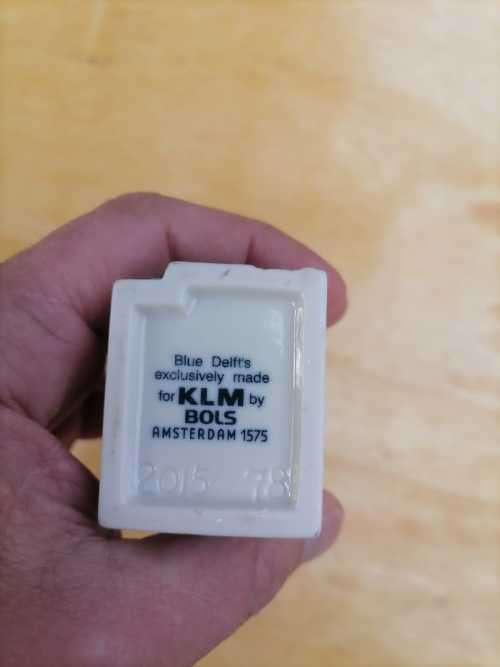 Blue Delft's
exclusively made
for KLM by
BOLS
AMSTERDAM 1575
2015 78